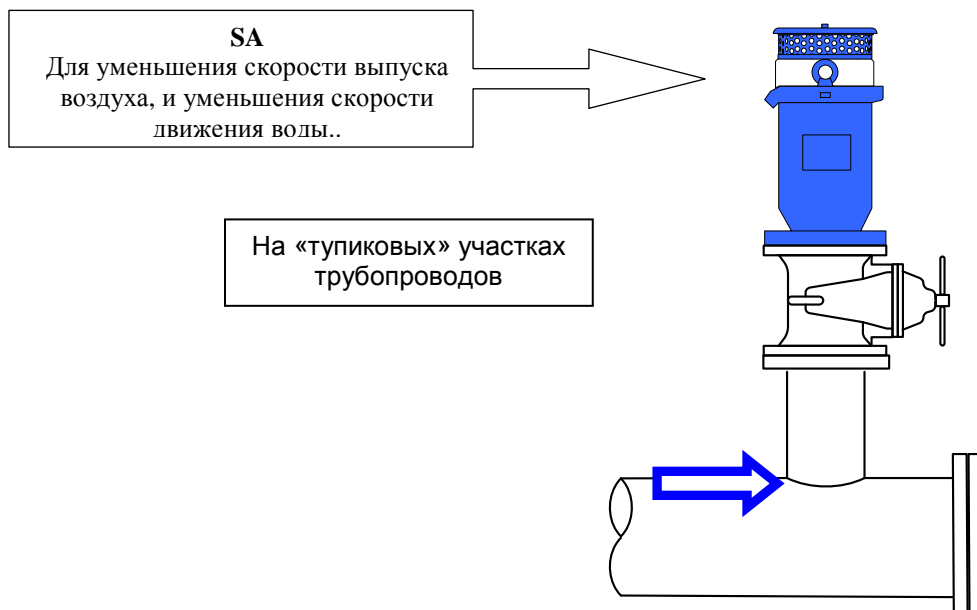 SA
Для уменьшения скорости выпуска
воздуха, и уменьшения скорости
движения воды..
На «тупиковых» участках
трубопроводов